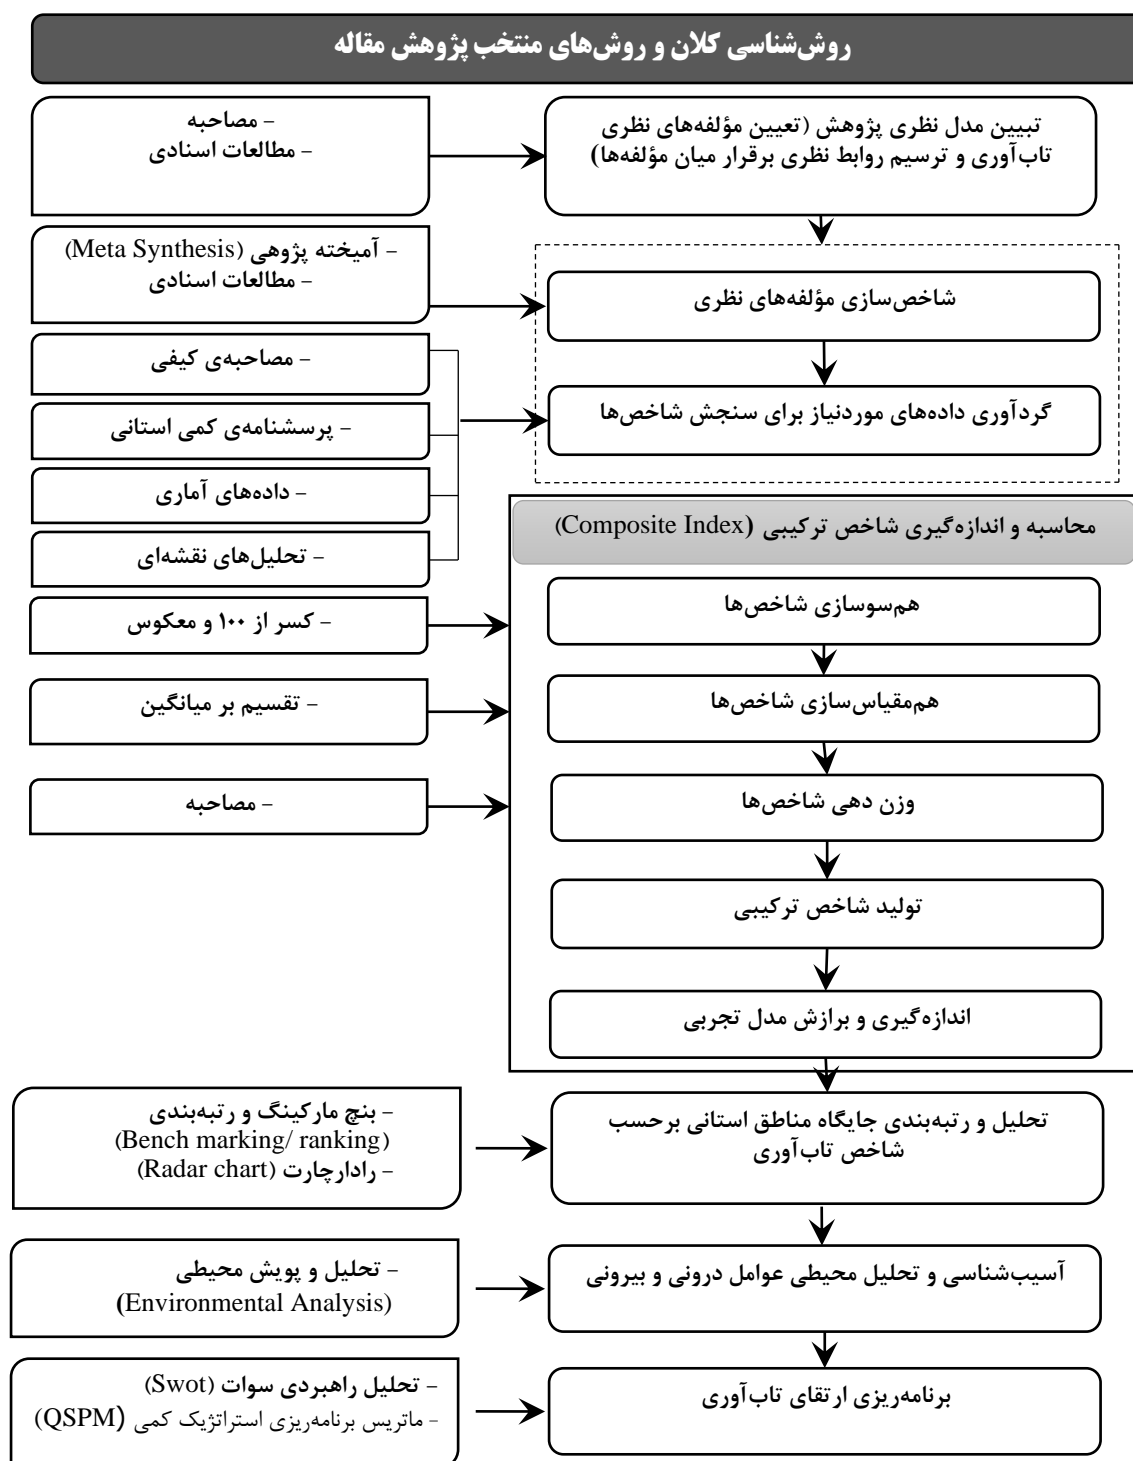 روش‌شناسی کلان و روش‌های منتخب پژوهش مقاله
تبیین مدل نظری پژوهش (تعیین مؤلفه‌های نظری
تاب‌آوری و ترسیم روابط نظری برقرار میان مؤلفه‌ها)
- مصاحبه
- مطالعات اسنادی
شاخص‌سازی مؤلفه‌های نظری
- آمیخته پژوهی (Meta Synthesis)
- مطالعات اسنادی
گردآوری داده‌های موردنیاز برای سنجش شاخص‌ها
- مصاحبه‌ی کیفی
- پرسشنامه‌ی کمی استانی
- داده‌های آماری
- تحلیل‌های نقشه‌ای
محاسبه و اندازه‌گیری شاخص ترکیبی (Composite Index)
هم‌سوسازی شاخص‌ها
- کسر از ۱۰۰ و معکوس
هم‌مقیاس‌سازی شاخص‌ها
- تقسیم بر میانگین
وزن دهی شاخص‌ها
- مصاحبه
تولید شاخص ترکیبی
اندازه‌گیری و برازش مدل تجربی
تحلیل و رتبه‌بندی جایگاه مناطق استانی برحسب
شاخص تاب‌آوری
- بنچ مارکینگ و رتبه‌بندی
(Bench marking/ ranking)
- رادارچارت (Radar chart)
آسیب‌شناسی و تحلیل محیطی عوامل درونی و بیرونی
- تحلیل و پویش محیطی
(Environmental Analysis)
برنامه‌ریزی ارتقای تاب‌آوری
- تحلیل راهبردی سوات (Swot)
- ماتریس برنامه‌ریزی استراتژیک کمی (QSPM)